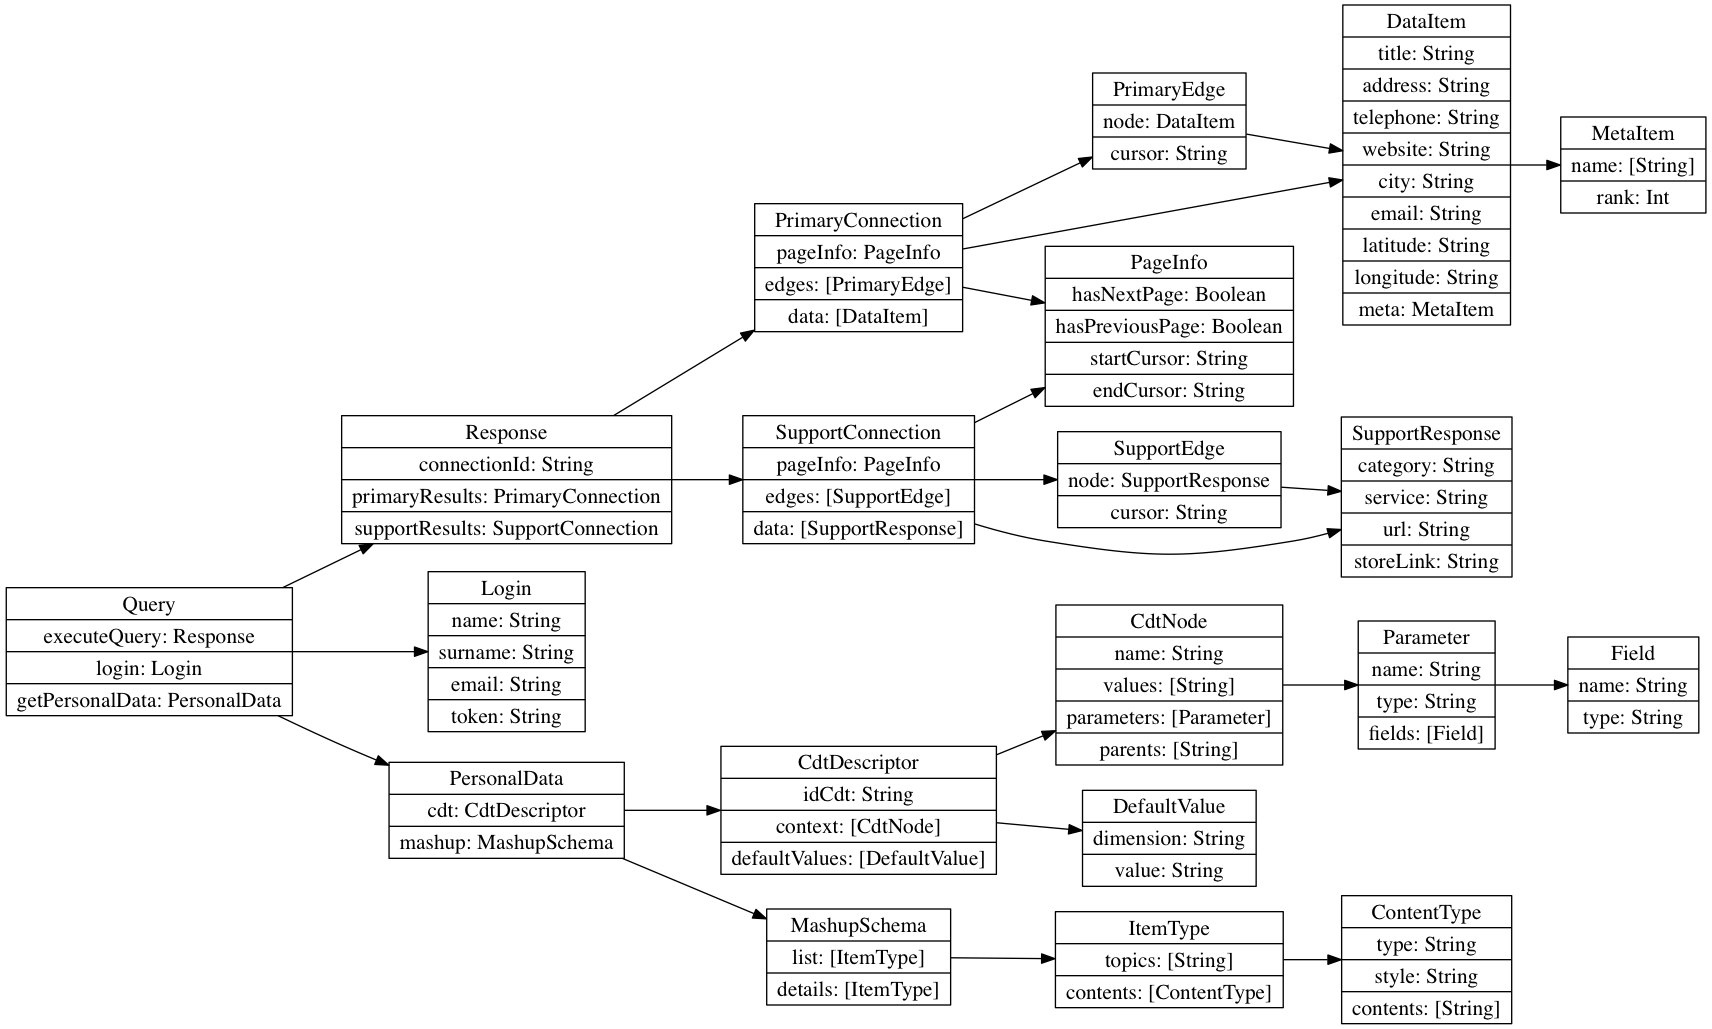 Query
executeQuery: Response
login: Login
getPersonalData: PersonalData
Response
connectionId: String
primaryResults: PrimaryConnection
supportResults: SupportConnection
Login
name: String
surname: String
email: String
token: String
PersonalData
cdt: CdtDescriptor
mashup: MashupSchema
PrimaryConnection
pageInfo: PageInfo
edges: [PrimaryEdge]
data: [DataItem]
SupportConnection
pageInfo: PageInfo
edges: [SupportEdge]
data: [SupportResponse]
CdtDescriptor
idCdt: String
context: [CdtNode]
defaultValues: [DefaultValue]
MashupSchema
list: [ItemType]
details: [ItemType]
PrimaryEdge
node: DataItem
cursor: String
PageInfo
hasNextPage: Boolean
hasPreviousPage: Boolean
startCursor: String
endCursor: String
SupportEdge
node: SupportResponse
cursor: String
CdtNode
name: String
values: [String]
parameters: [Parameter]
parents: [String]
DefaultValue
dimension: String
value: String
ItemType
topics: [String]
contents: [ContentType]
DataItem
title: String
address: String
telephone: String
website: String
city: String
email: String
latitude: String
longitude: String
meta: MetaItem
SupportResponse
category: String
service: String
url: String
storeLink: String
Parameter
name: String
type: String
fields: [Field]
ContentType
type: String
style: String
contents: [String]
MetaItem
name: [String]
rank: Int
Field
name: String
type: String